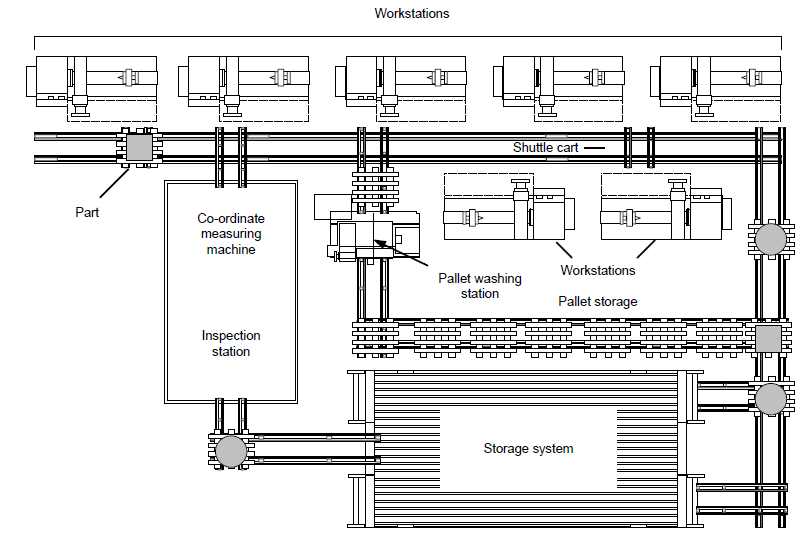 Workstations
Shuttle cart
Part
Co-ordinate
measuring
machine
Workstations
Pallet washing
station
Pallet storage
Inspection
station
Storage system